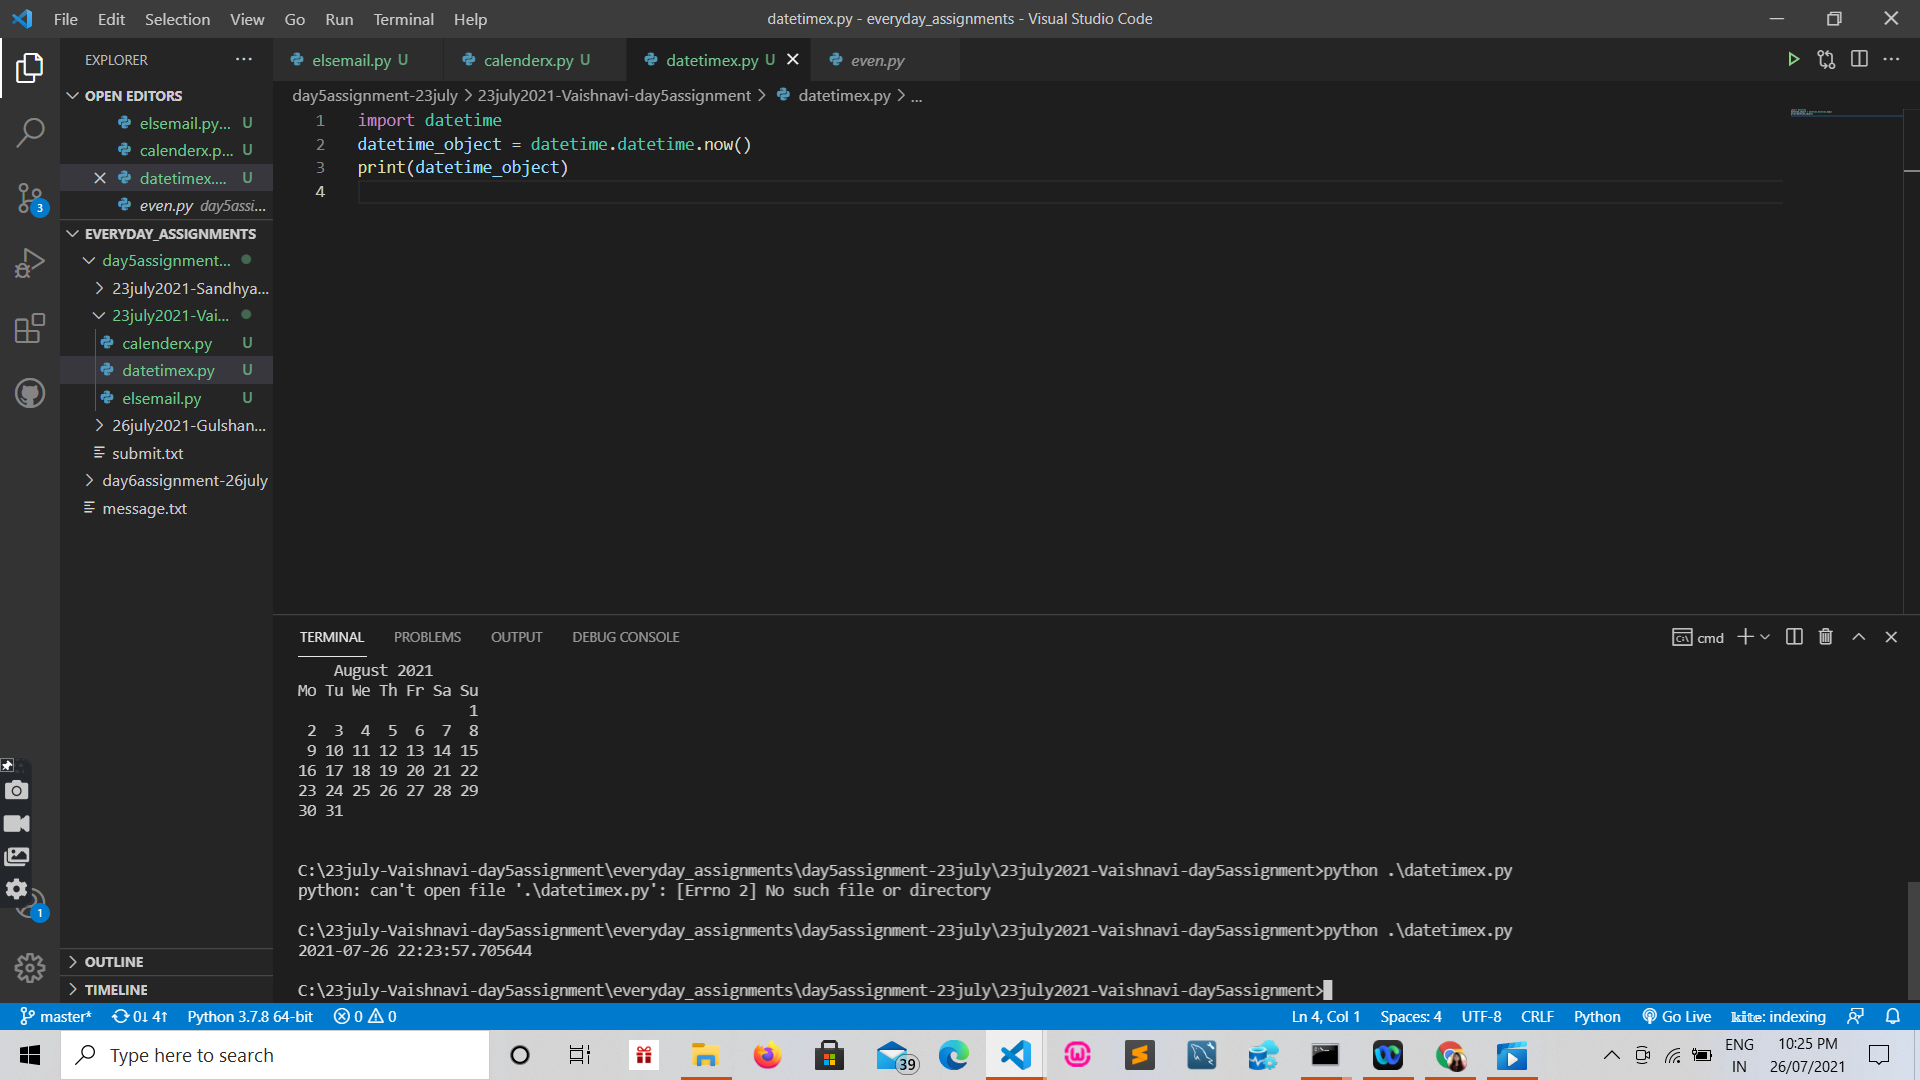 File Edit Selection View Go Run Terminal Help
datetimex.py - everyday_assignments - Visual Studio Code
EXPLORER
OPEN EDITORS
elsemail.py... U
calenderx.p... U
datetimex.... U
even.py day5assi...
EVERYDAY_ASSIGNMENTS
day5assignment...
23july2021-Sandhya...
23july2021-Vai...
calenderx.py U
datetimex.py U
elsemail.py U
26july2021-Gulshan...
submit.txt
day6assignment-26july
message.txt
OUTLINE
TIMELINE
3
1
elsemail.py U
calenderx.py U
datetimex.py U
even.py
day5assignment-23july > 23july2021-Vaishnavi-day5assignment > datetimex.py > ...
1 import datetime
2 datetime_object = datetime.datetime.now()
3 print(datetime_object)
4
TERMINAL PROBLEMS OUTPUT DEBUG CONSOLE
cmd
August 2021
Mo Tu We Th Fr Sa Su
1
2 3 4 5 6 7 8
9 10 11 12 13 14 15
16 17 18 19 20 21 22
23 24 25 26 27 28 29
30 31
C:\23july-Vaishnavi-day5assignment\everyday_assignments\day5assignment-23july\23july2021-Vaishnavi-day5assignment>python .\datetimex.py
python: can't open file '.\datetimex.py': [Errno 2] No such file or directory
C:\23july-Vaishnavi-day5assignment\everyday_assignments\day5assignment-23july\23july2021-Vaishnavi-day5assignment>python .\datetimex.py
2021-07-26 22:23:57.705644
C:\23july-Vaishnavi-day5assignment\everyday_assignments\day5assignment-23july\23july2021-Vaishnavi-day5assignment>
master* 0↓ 4↑ Python 3.7.8 64-bit 0 0
Ln 4, Col 1 Spaces: 4 UTF-8 CRLF Python Go Live kite: indexing
Type here to search
39
ENG
IN
10:25 PM
26/07/2021